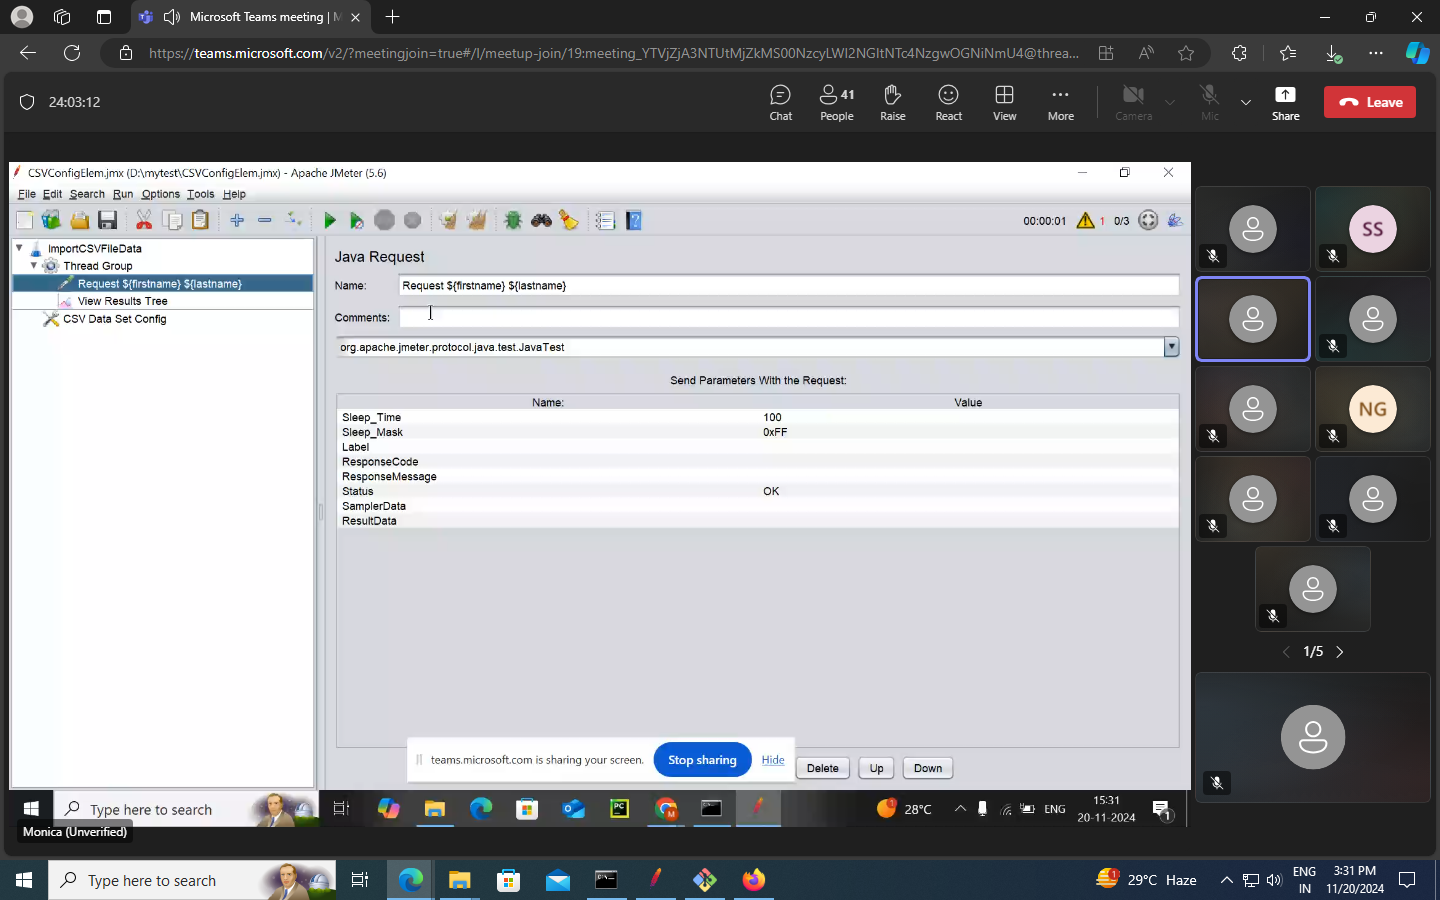 Microsoft Teams meeting | M
https://teams.microsoft.com/v2/?meetingjoin=true#/l/meetup-join/19:meeting_YTVjZjA3NTUtMjZkMS00NzcyLWI2NGItNTc4NzgwOGNiNmU4@threa...
24:03:12
Chat
41
People
Raise
React
View
More
Camera
Mic
Share
Leave
CSVConfigElem.jmx (D:\mytest\CSVConfigElem.jmx) - Apache JMeter (5.6)
File Edit Search Run Options Tools Help
00:00:01 1 0/3
ImportCSVFileData
Thread Group
Request ${firstname} ${lastname}
View Results Tree
CSV Data Set Config
Java Request
Name: Request ${firstname} ${lastname}
Comments:
org.apache.jmeter.protocol.java.test.JavaTest
Send Parameters With the Request:
Name: Value
Sleep_Time 100
Sleep_Mask 0xFF
Label
ResponseCode
ResponseMessage
Status OK
SamplerData
ResultData
teams.microsoft.com is sharing your screen. Stop sharing Hide
Delete Up Down
SS
NG
1/5
Type here to search
PC
M
28°C
ENG
15:31
20-11-2024
1
Monica (Unverified)
Type here to search
1
29°C Haze
ENG
IN
3:31 PM
11/20/2024